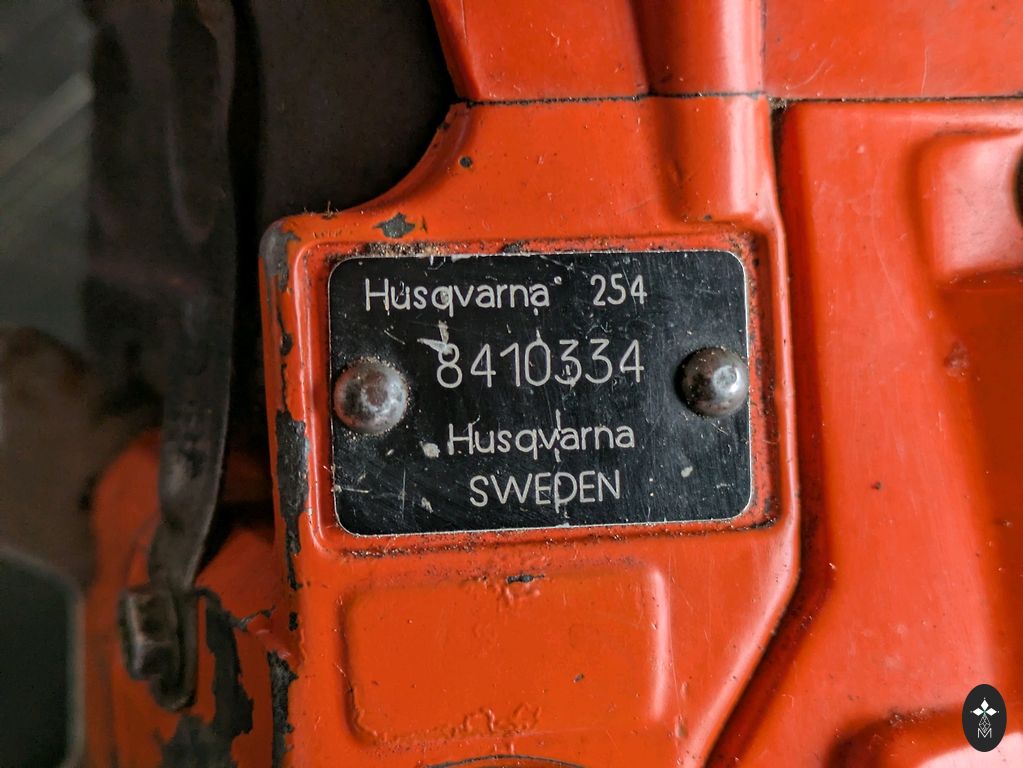 Husqvarna 254
8410334
Husqvarna
SWEDEN
M